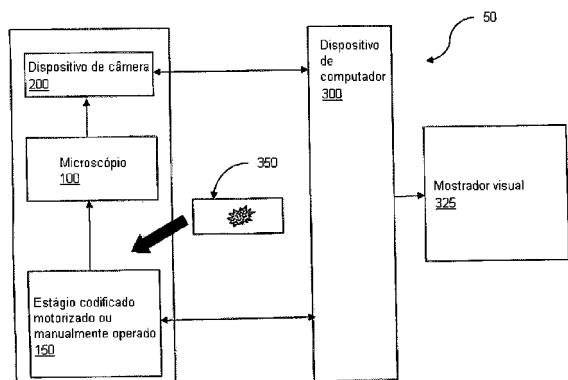 50
Dispositivo de câmera
200
Dispositivo
de
computador
300
Microscópio
100
350
Mostrador visual
325
Estágio codificado
motorizado ou
manualmente operado
150